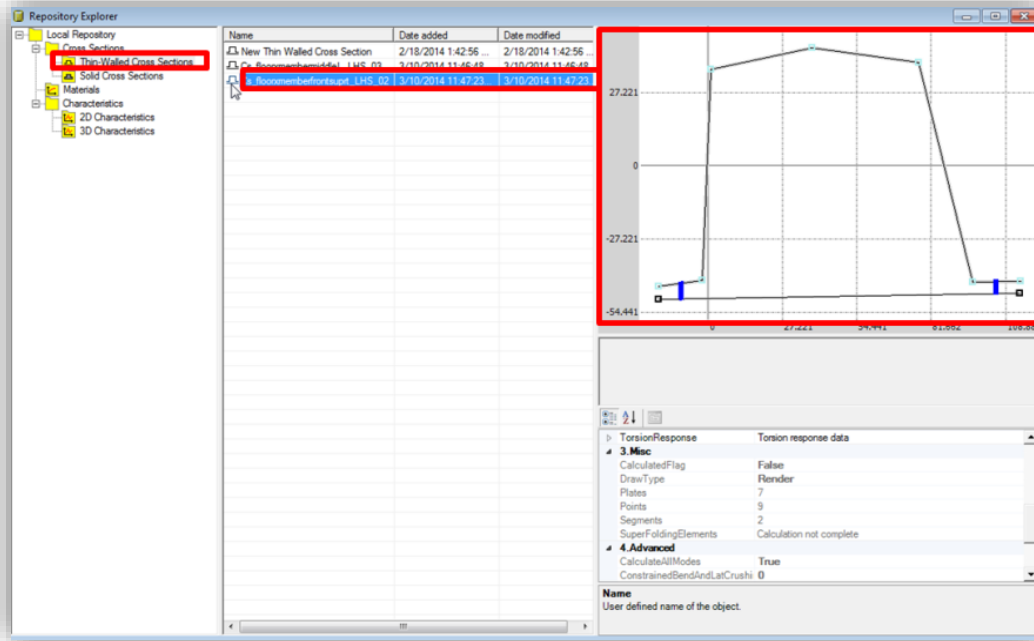 Repository Explorer
Local Repository
Cross Sections
Thin-Walled Cross Sections
Solid Cross Sections
Materials
Characteristics
2D Characteristics
3D Characteristics
Name Date added Date modified
New Thin Walled Cross Section 2/18/2014 1:42:56 ... 2/18/2014 1:42:56 ...
3/10/2014 11:46:48 3/10/2014 11:46:48
3/10/2014 11:47:23 3/10/2014 11:47:23
27.221
0
-27.221
-54.441
0 27.221 54.441 81.662
TorsionResponse Torsion response data
3.Misc
CalculatedFlag False
DrawType Render
Plates 7
Points 9
Segments 2
SuperFoldingElements Calculation not complete
4.Advanced
CalculateAllModes True
ConstrainedBendAndLatCrushi 0
Name
User defined name of the object.